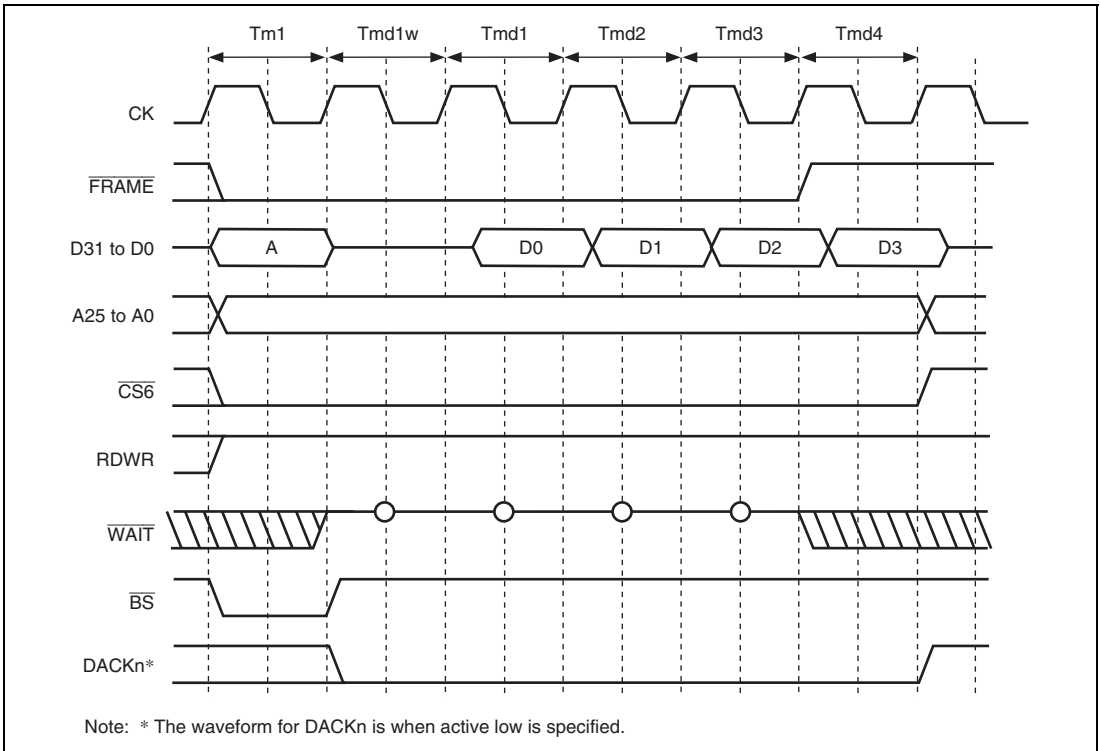 Tm1 Tmd1w Tmd1 Tmd2 Tmd3 Tmd4
CK
FRAME
D31 to D0 A D0 D1 D2 D3
A25 to A0
CS6
RDWR
WAIT
BS
DACKn*
Note: * The waveform for DACKn is when active low is specified.